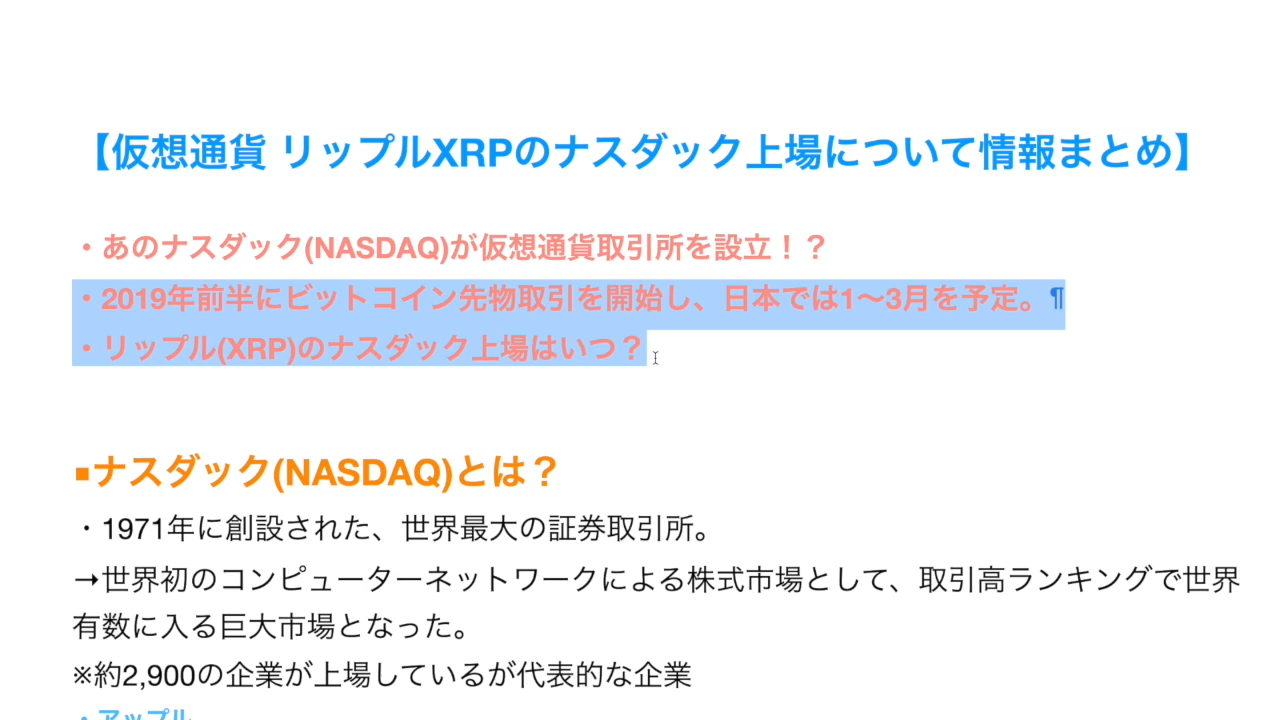 【仮想通貨 リップルXRPのナスダック上場について情報まとめ】
・あのナスダック(NASDAQ)が仮想通貨取引所を設立！？
・2019年前半にビットコイン先物取引を開始し、日本では1〜3月を予定。¶
・リップル(XRP)のナスダック上場はいつ？
▪ナスダック(NASDAQ)とは？
・1971年に創設された、世界最大の証券取引所。
→世界初のコンピューターネットワークによる株式市場として、取引高ランキングで世界
有数に入る巨大市場となった。
※約2,900の企業が上場しているが代表的な企業
・アップル